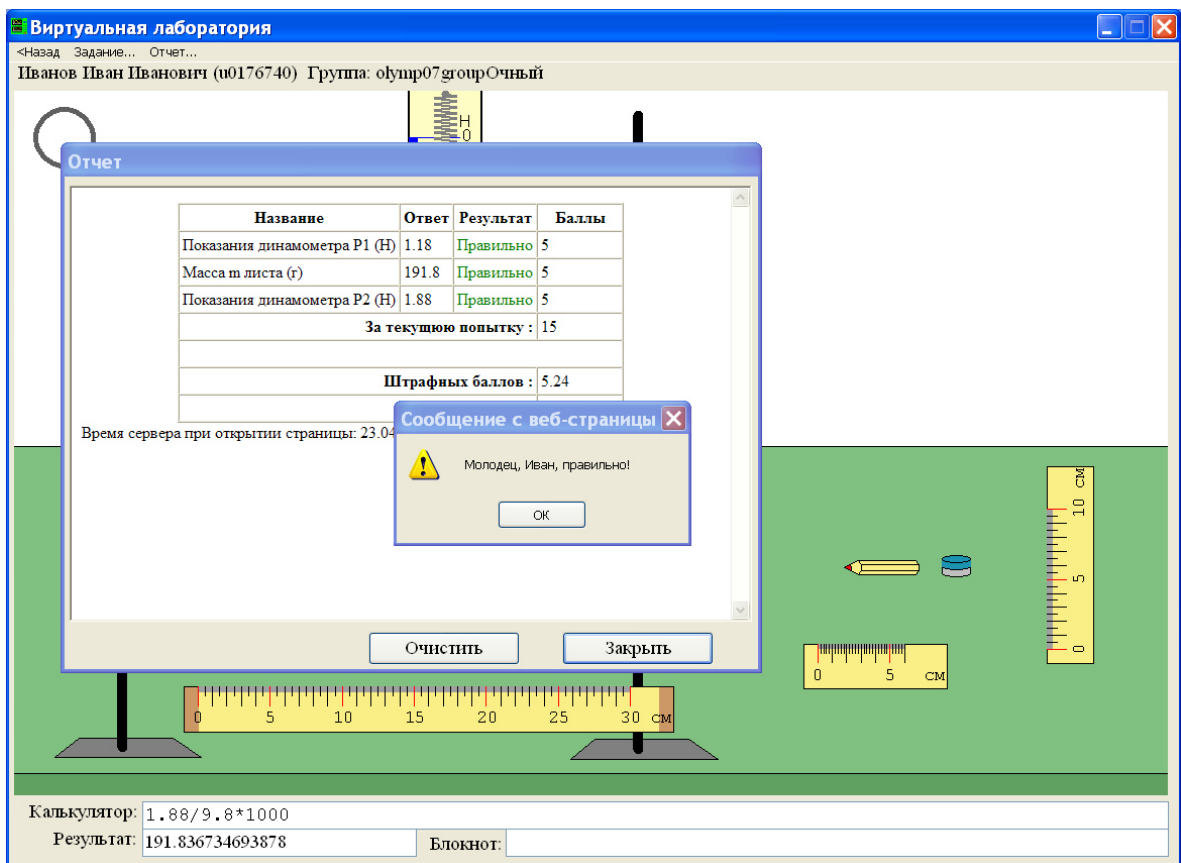 Виртуальная лаборатория
<Назад Задание... Отчет...
Иванов Иван Иванович (u0176740) Группа: olymp07groupОчный
Н
0
Отчет
Название Ответ Результат Баллы
Показания динамометра P1 (Н) 1.18 Правильно 5
Масса m листа (г) 191.8 Правильно 5
Показания динамометра P2 (Н) 1.88 Правильно 5
За текущюю попытку : 15
Штрафных баллов : 5.24
Время сервера при открытии страницы: 23.04
Сообщение с веб-страницы
Молодец, Иван, правильно!
ОК
Очистить Закрыть
0 5 10 см
0 5 см
0 5 10 15 20 25 30 см
Калькулятор: 1.88/9.8*1000
Результат: 191.836734693878 Блокнот: